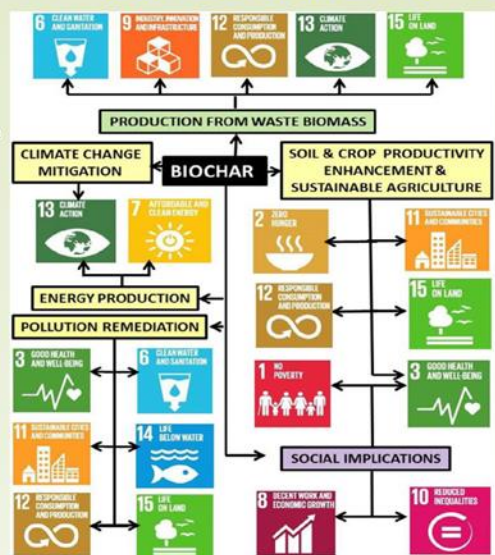 6 CLEAN WATER
AND SANITATION
9 INDUSTRY, INNOVATION
AND INFRASTRUCTURE
12 RESPONSIBLE
CONSUMPTION
AND PRODUCTION
13 CLIMATE
ACTION
15 LIFE
ON LAND
PRODUCTION FROM WASTE BIOMASS
CLIMATE CHANGE
MITIGATION
BIOCHAR
SOIL & CROP PRODUCTIVITY
ENHANCEMENT &
SUSTAINABLE AGRICULTURE
13 CLIMATE
ACTION
7 AFFORDABLE AND
CLEAN ENERGY
2 ZERO
HUNGER
11 SUSTAINABLE CITIES
AND COMMUNITIES
ENERGY PRODUCTION
12 RESPONSIBLE
CONSUMPTION
AND PRODUCTION
15 LIFE
ON LAND
POLLUTION REMEDIATION
3 GOOD HEALTH
AND WELL-BEING
6 CLEAN WATER
AND SANITATION
1 NO
POVERTY
3 GOOD HEALTH
AND WELL-BEING
11 SUSTAINABLE CITIES
AND COMMUNITIES
14 LIFE
BELOW WATER
SOCIAL IMPLICATIONS
12 RESPONSIBLE
CONSUMPTION
AND PRODUCTION
15 LIFE
ON LAND
8 DECENT WORK AND
ECONOMIC GROWTH
10 REDUCED
INEQUALITIES